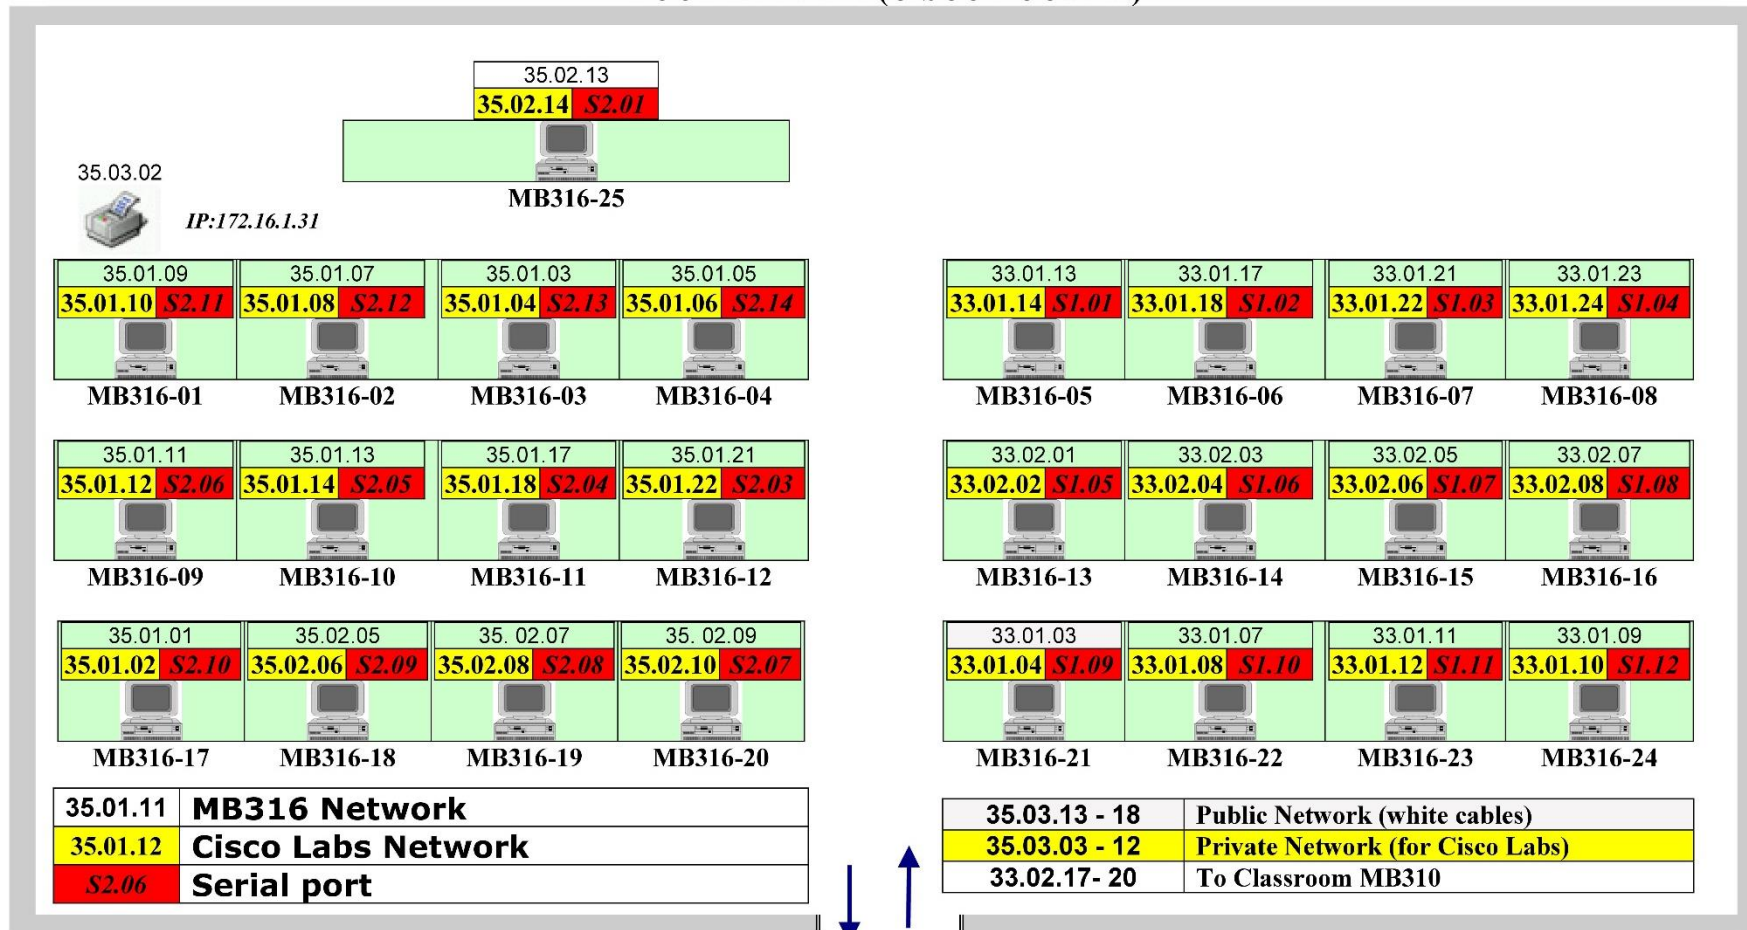 35.02.13
35.02.14 S2.01
MB316-25
35.03.02
IP:172.16.1.31
35.01.09 35.01.07 35.01.03 35.01.05
35.01.10 S2.11 35.01.08 S2.12 35.01.04 S2.13 35.01.06 S2.14
MB316-01 MB316-02 MB316-03 MB316-04
33.01.13 33.01.17 33.01.21 33.01.23
33.01.14 S1.01 33.01.18 S1.02 33.01.22 S1.03 33.01.24 S1.04
MB316-05 MB316-06 MB316-07 MB316-08
35.01.11 35.01.13 35.01.17 35.01.21
35.01.12 S2.06 35.01.14 S2.05 35.01.18 S2.04 35.01.22 S2.03
MB316-09 MB316-10 MB316-11 MB316-12
33.02.01 33.02.03 33.02.05 33.02.07
33.02.02 S1.05 33.02.04 S1.06 33.02.06 S1.07 33.02.08 S1.08
MB316-13 MB316-14 MB316-15 MB316-16
35.01.01 35.02.05 35. 02.07 35. 02.09
35.01.02 S2.10 35.02.06 S2.09 35.02.08 S2.08 35.02.10 S2.07
MB316-17 MB316-18 MB316-19 MB316-20
33.01.03 33.01.07 33.01.11 33.01.09
33.01.04 S1.09 33.01.08 S1.10 33.01.12 S1.11 33.01.10 S1.12
MB316-21 MB316-22 MB316-23 MB316-24
35.01.11 MB316 Network
35.01.12 Cisco Labs Network
S2.06 Serial port
35.03.13 - 18 Public Network (white cables)
35.03.03 - 12 Private Network (for Cisco Labs)
33.02.17- 20 To Classroom MB310